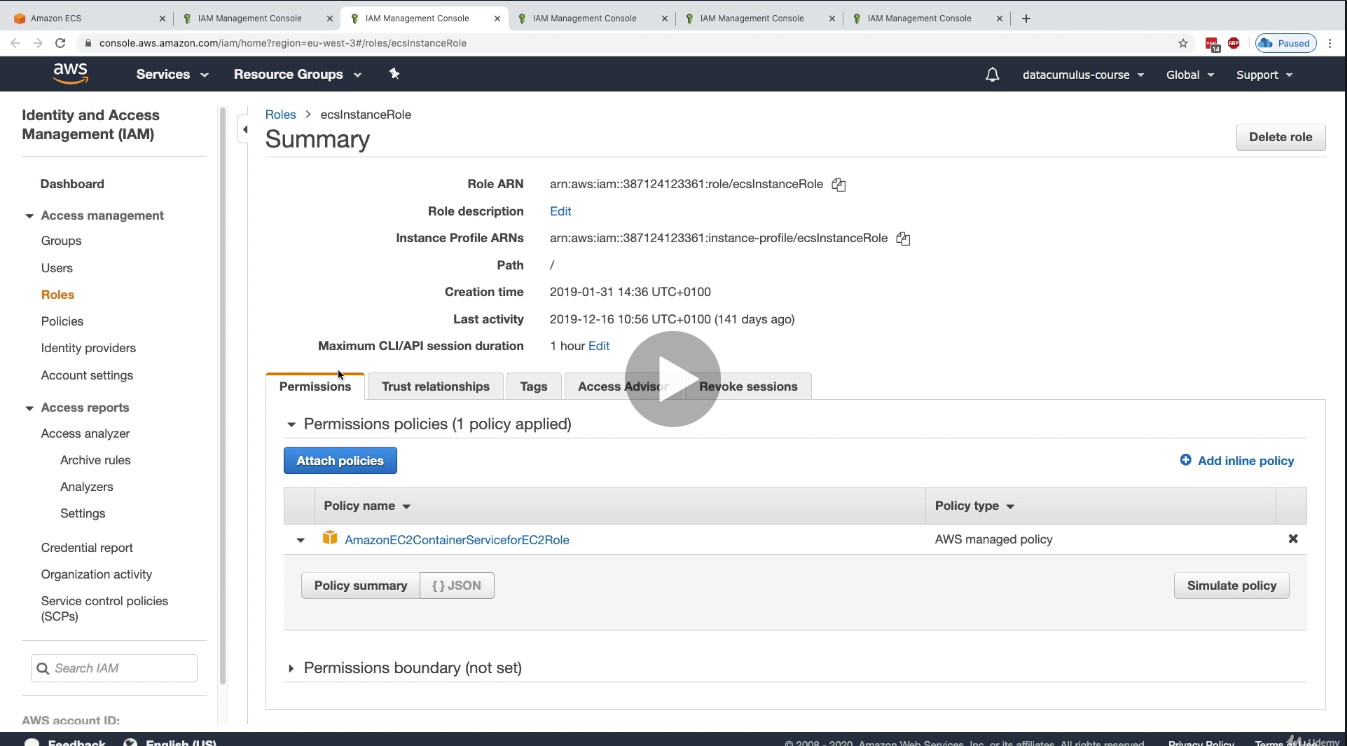 Amazon ECS
IAM Management Console
IAM Management Console
IAM Management Console
IAM Management Console
IAM Management Console
console.aws.amazon.com/iam/home?region=eu-west-3#/roles/ecsInstanceRole
14
ABP
Paused
aws
Services
Resource Groups
datacumulus-course
Global
Support
Identity and Access
Management (IAM)
Dashboard
Access management
Groups
Users
Roles
Policies
Identity providers
Account settings
Access reports
Access analyzer
Archive rules
Analyzers
Settings
Credential report
Organization activity
Service control policies
(SCPs)
Search IAM
AWS account ID:
Roles > ecsInstanceRole
Summary
Delete role
Role ARN arn:aws:iam::387124123361:role/ecsInstanceRole
Role description Edit
Instance Profile ARNs arn:aws:iam::387124123361:instance-profile/ecsInstanceRole
Path /
Creation time 2019-01-31 14:36 UTC+0100
Last activity 2019-12-16 10:56 UTC+0100 (141 days ago)
Maximum CLI/API session duration 1 hour Edit
Permissions
Trust relationships
Tags
Access Advisor
Revoke sessions
Permissions policies (1 policy applied)
Attach policies
Add inline policy
Policy name
Policy type
AmazonEC2ContainerServiceforEC2Role
AWS managed policy
Policy summary
{ } JSON
Simulate policy
Permissions boundary (not set)
Feedback
English (US)
© 2008 - 2020, Amazon Web Services, Inc. or its affiliates. All rights reserved.
Privacy Policy
Terms of
Udemy